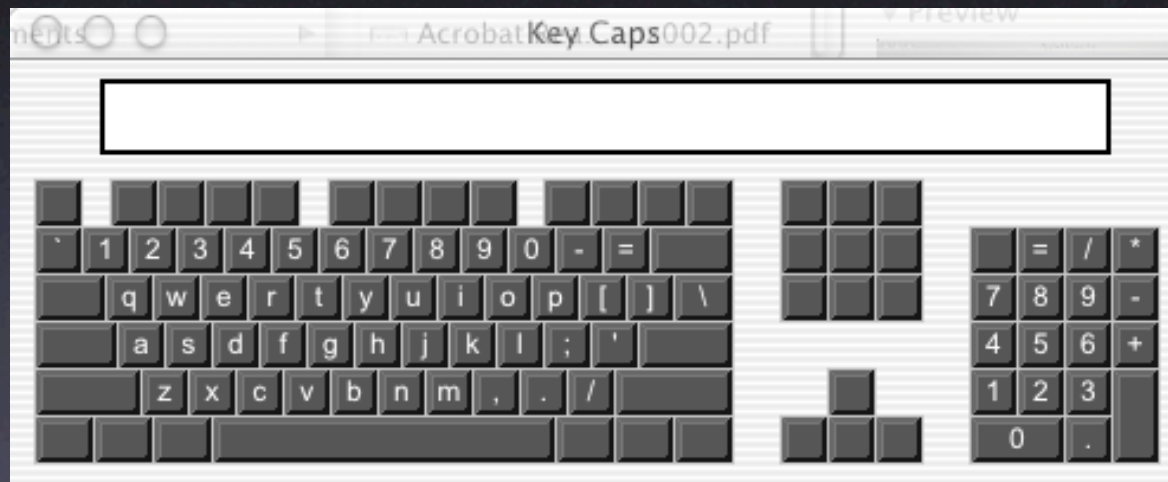 ments Acrobat Key Caps 002.pdf Preview
` 1 2 3 4 5 6 7 8 9 0 - = = / *
q w e r t y u i o p [ ] \ 7 8 9 -
a s d f g h j k l ; ' 4 5 6 +
z x c v b n m , . / 1 2 3
0 .